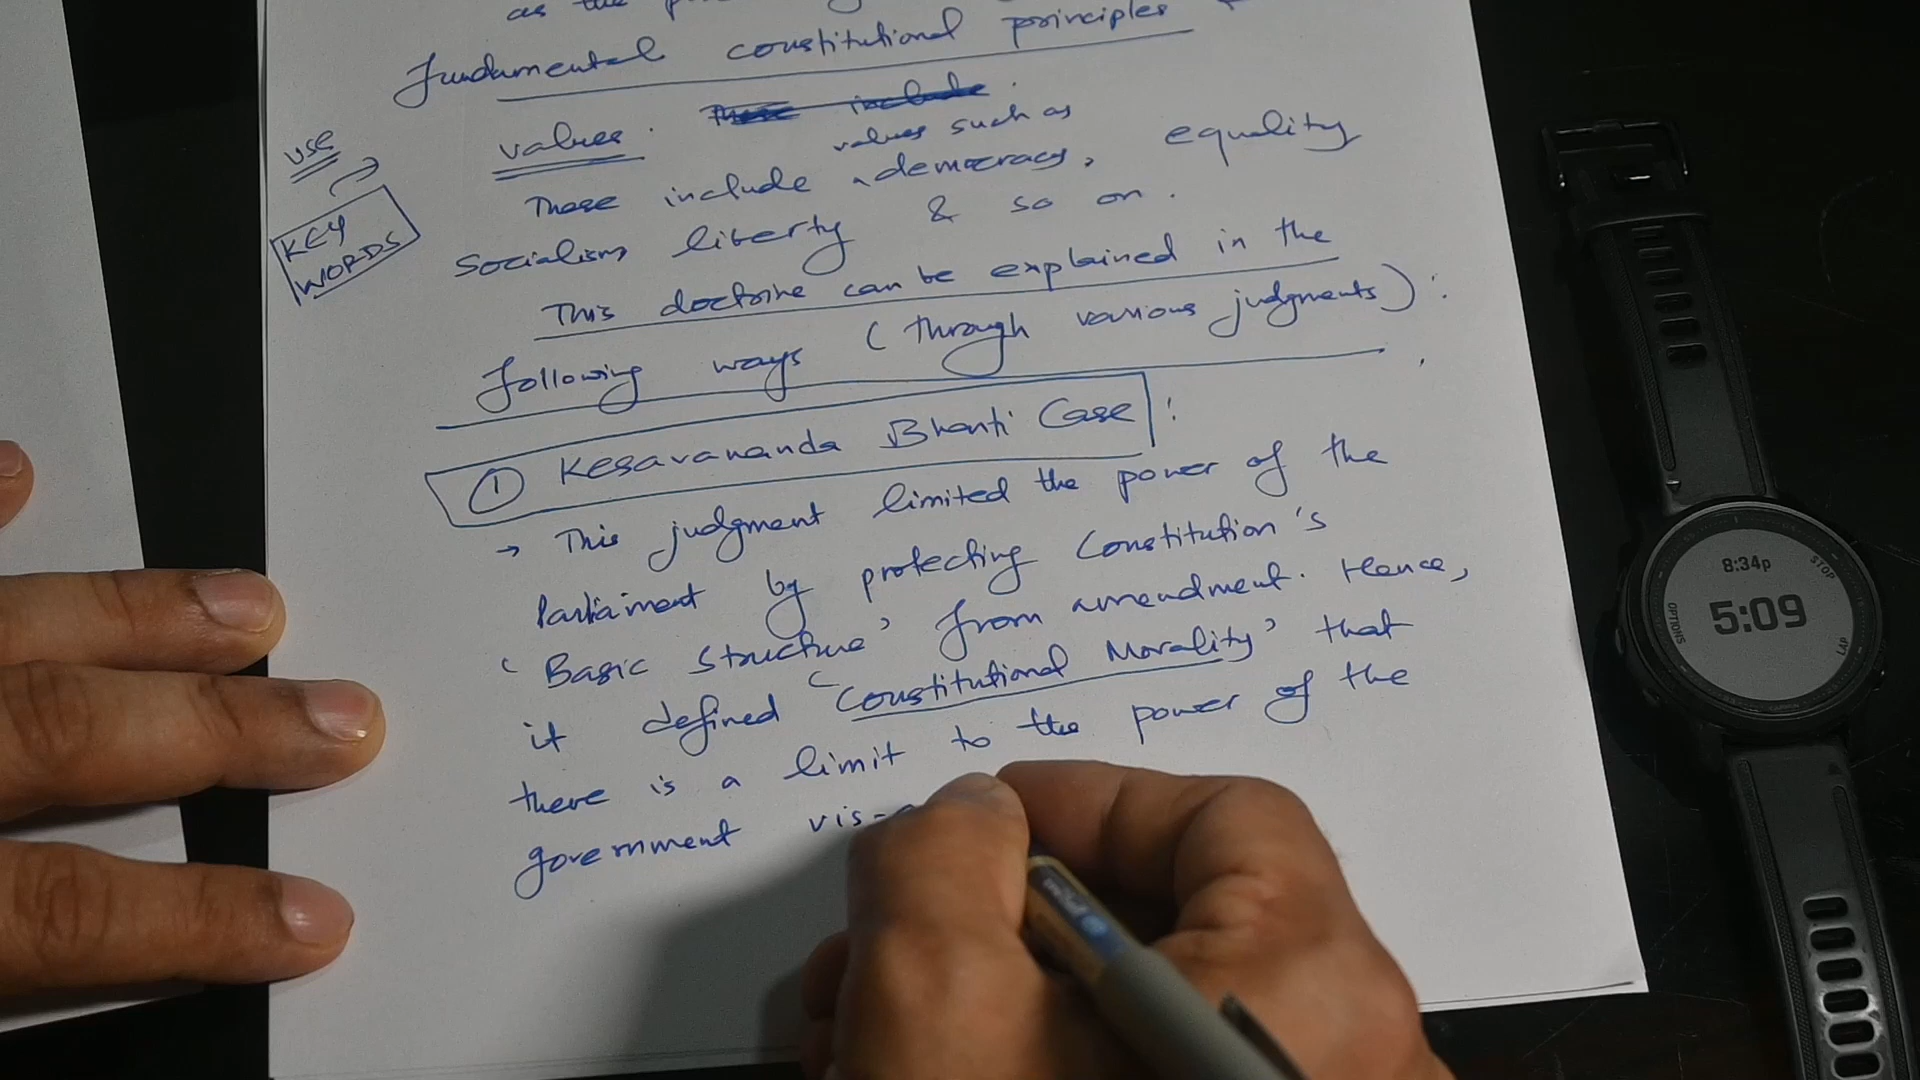 as the
Fundamental constitutional principles &
values. These include
values such as
These include democracy, equality
Socialism liberty & so on.
This doctrine can be explained in the
following ways (through various judgments):
USE
KEY
WORDS
① Kesavananda Bharti Case:
→ This judgment limited the power of the
Parliament by protecting Constitution's
'Basic Structure' from amendment. Hence,
it defined 'Constitutional Morality' that
there is a limit to the power of the
government vis-
8:34p
5:09
STOP
OPTIONS
LAP